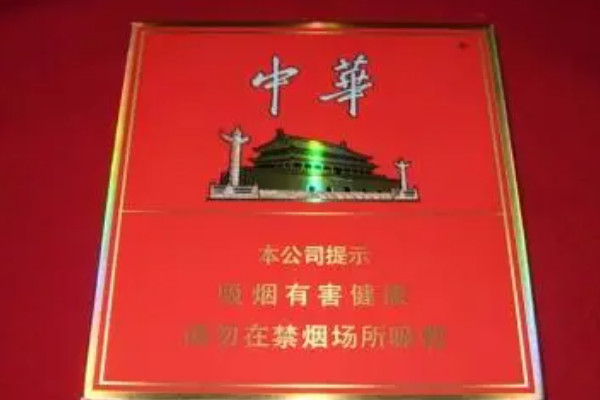 中華
本公司提示
吸烟有害健康
请勿在禁烟场所吸烟